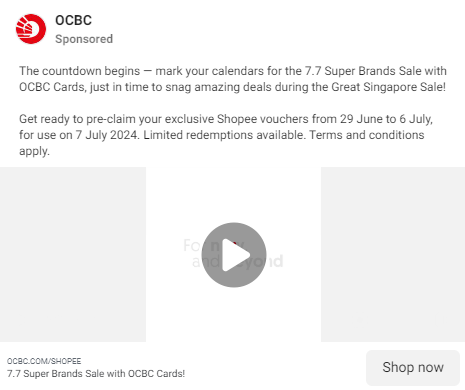 OCBC
Sponsored
The countdown begins — mark your calendars for the 7.7 Super Brands Sale with
OCBC Cards, just in time to snag amazing deals during the Great Singapore Sale!
Get ready to pre-claim your exclusive Shopee vouchers from 29 June to 6 July,
for use on 7 July 2024. Limited redemptions available. Terms and conditions
apply.
and
OCBC.COM/SHOPEE
7.7 Super Brands Sale with OCBC Cards!
Shop now